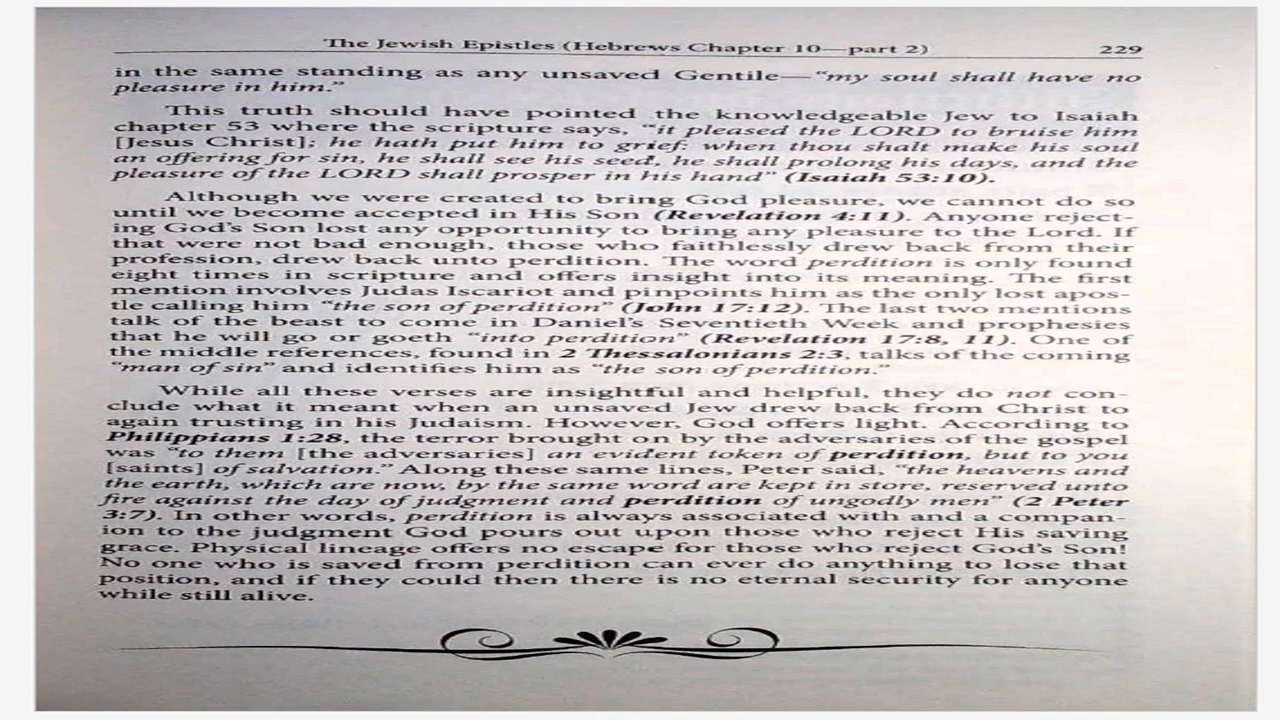 The Jewish Epistles (Hebrews Chapter 10—part 2) 229
in the same standing as any unsaved Gentile—“my soul shall have no
pleasure in him.”
This truth should have pointed the knowledgeable Jew to Isaiah
chapter 53 where the scripture says, “it pleased the LORD to bruise him
[Jesus Christ]; he hath put him to grief: when thou shalt make his soul
an offering for sin, he shall see his seed, he shall prolong his days, and the
pleasure of the LORD shall prosper in his hand” (Isaiah 53:10).
Although we were created to bring God pleasure, we cannot do so
until we become accepted in His Son (Revelation 4:11). Anyone reject-
ing God’s Son lost any opportunity to bring any pleasure to the Lord. If
that were not bad enough, those who faithlessly drew back from their
profession, drew back unto perdition. The word perdition is only found
eight times in scripture and offers insight into its meaning. The first
mention involves Judas Iscariot and pinpoints him as the only lost apos-
tle calling him “the son of perdition” (John 17:12). The last two mentions
talk of the beast to come in Daniel’s Seventieth Week and prophesies
that he will go or goeth “into perdition” (Revelation 17:8, 11). One of
the middle references, found in 2 Thessalonians 2:3, talks of the coming
“man of sin” and identifies him as “the son of perdition.”
While all these verses are insightful and helpful, they do not con-
clude what it meant when an unsaved Jew drew back from Christ to
again trusting in his Judaism. However, God offers light. According to
Philippians 1:28, the terror brought on by the adversaries of the gospel
was “to them [the adversaries] an evident token of perdition, but to you
[saints] of salvation.” Along these same lines, Peter said, “the heavens and
the earth, which are now, by the same word are kept in store, reserved unto
fire against the day of judgment and perdition of ungodly men” (2 Peter
3:7). In other words, perdition is always associated with and a compan-
ion to the judgment God pours out upon those who reject His saving
grace. Physical lineage offers no escape for those who reject God’s Son!
No one who is saved from perdition can ever do anything to lose that
position, and if they could then there is no eternal security for anyone
while still alive.